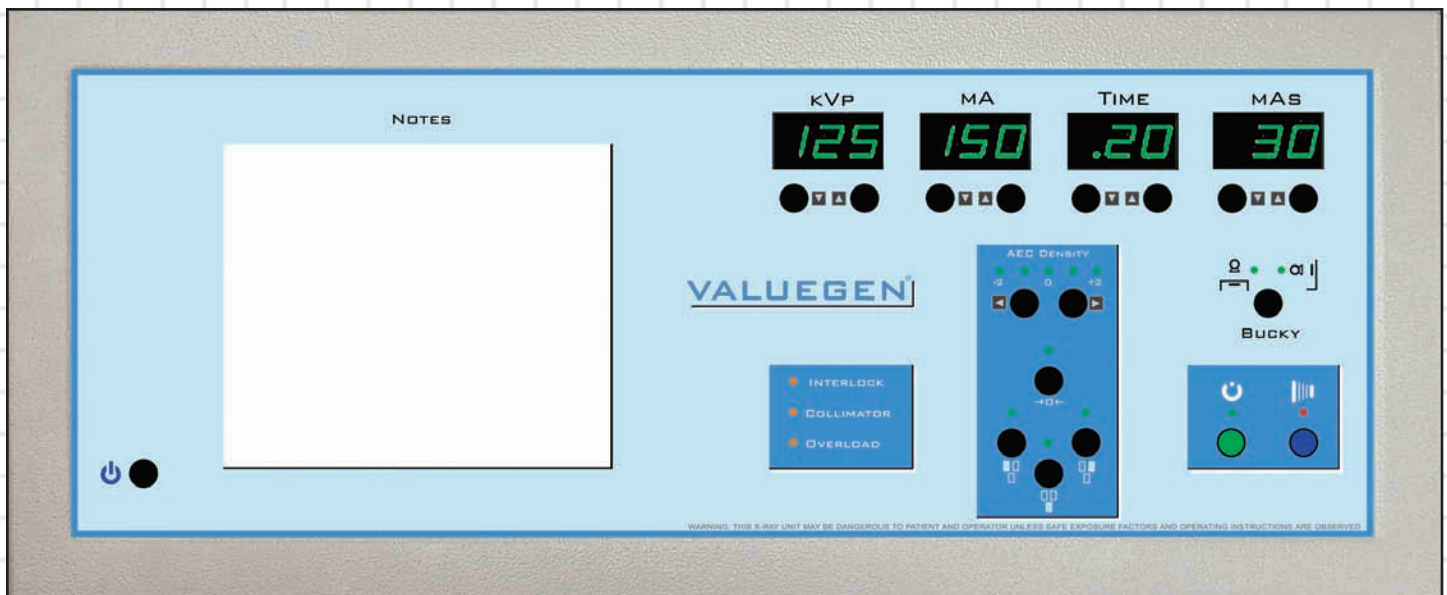 NOTES
KVP MA TIME MAS
125 150 .20 30
AEC DENSITY
-2 0 +2
VALUEGEN
BUCKY
INTERLOCK
COLLIMATOR
OVERLOAD
WARNING: THIS X-RAY UNIT MAY BE DANGEROUS TO PATIENT AND OPERATOR UNLESS SAFE EXPOSURE FACTORS AND OPERATING INSTRUCTIONS ARE OBSERVED.